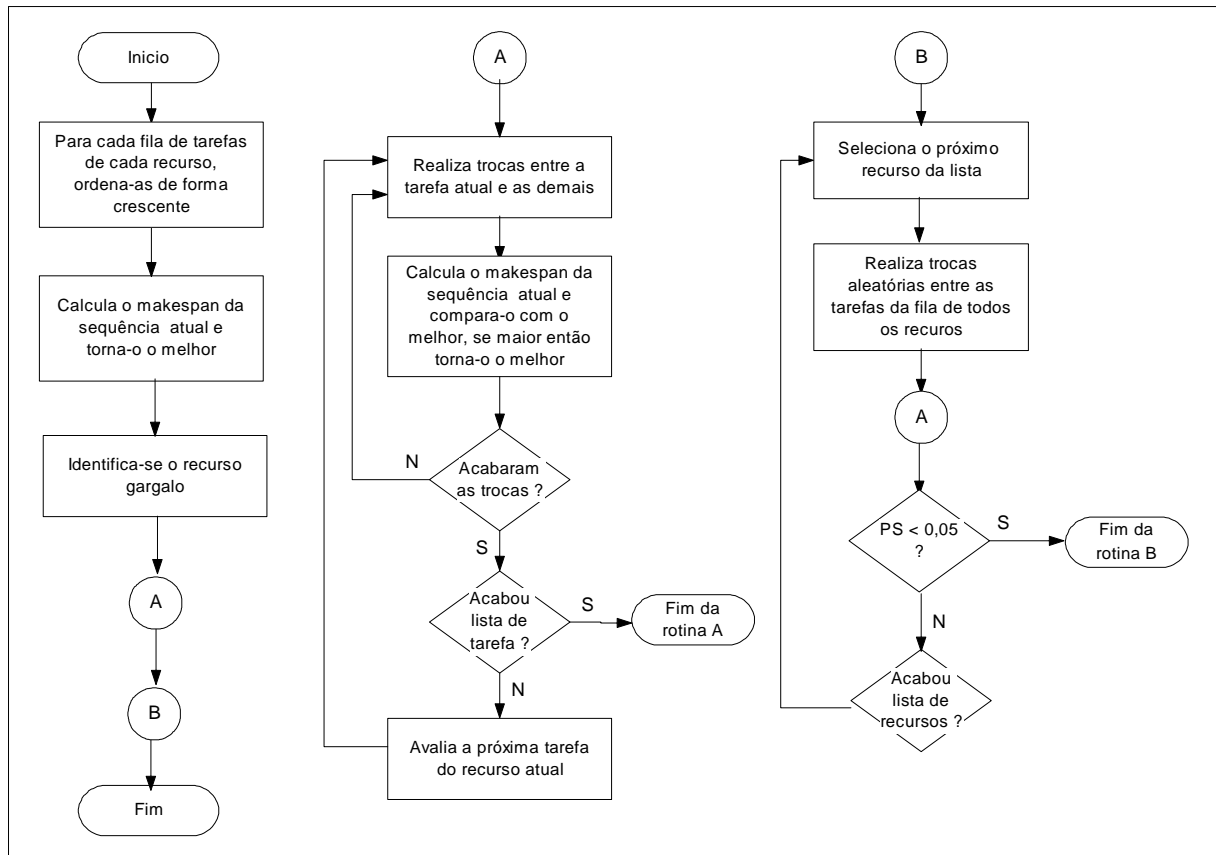 Inicio
Para cada fila de tarefas
de cada recurso,
ordena-as de forma
crescente
Calcula o makespan da
sequência atual e
torna-o o melhor
Identifica-se o recurso
gargalo
A
B
Fim
A
Realiza trocas entre a
tarefa atual e as demais
Calcula o makespan da
sequência atual e
compara-o com o
melhor, se maior então
torna-o o melhor
Acabaram
as trocas ?
N
S
Acabou
lista de
tarefa ?
S
Fim da
rotina A
N
Avalia a próxima tarefa
do recurso atual
B
Seleciona o próximo
recurso da lista
Realiza trocas
aleatórias entre as
tarefas da fila de todos
os recuros
A
PS < 0,05
?
S
Fim da
rotina B
N
Acabou
lista de
recursos ?